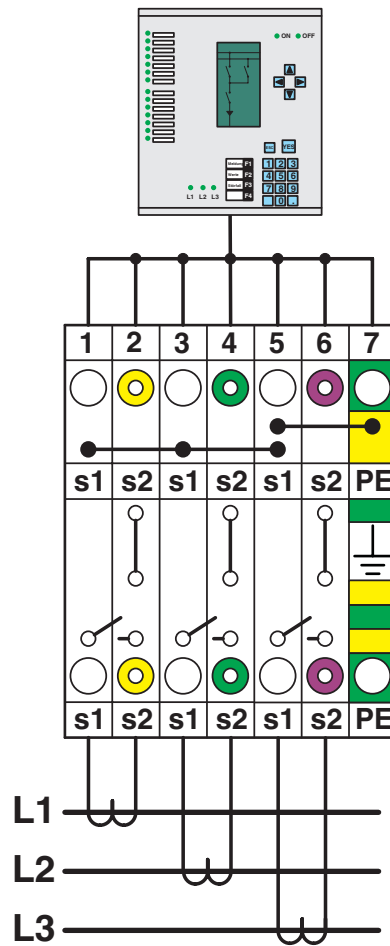 ON OFF
ESC YES
F1
F2
F3
F4
1 2 3
4 5 6
7 8 9
0 .
L1 L2 L3
1 2 3 4 5 6 7
s1 s2 s1 s2 s1 s2 PE
s1 s2 s1 s2 s1 s2 PE
L1
L2
L3